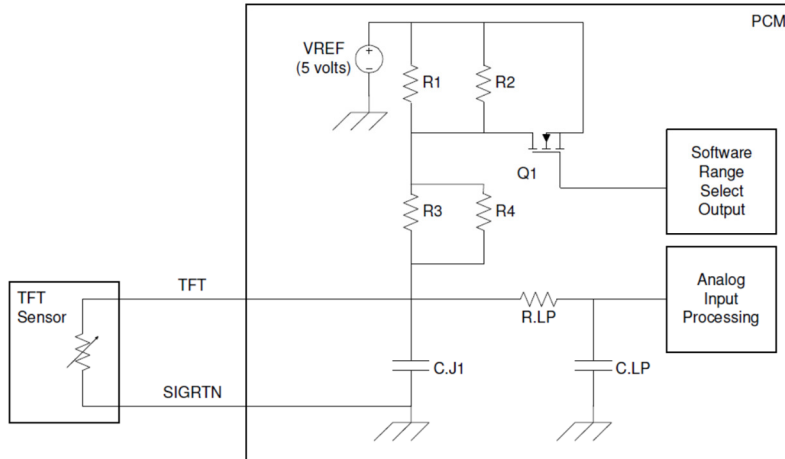 PCM
VREF
(5 volts)
+
−
R1
R2
Q1
Software
Range
Select
Output
R3
R4
TFT
Sensor
TFT
R.LP
Analog
Input
Processing
C.J1
C.LP
SIGRTN